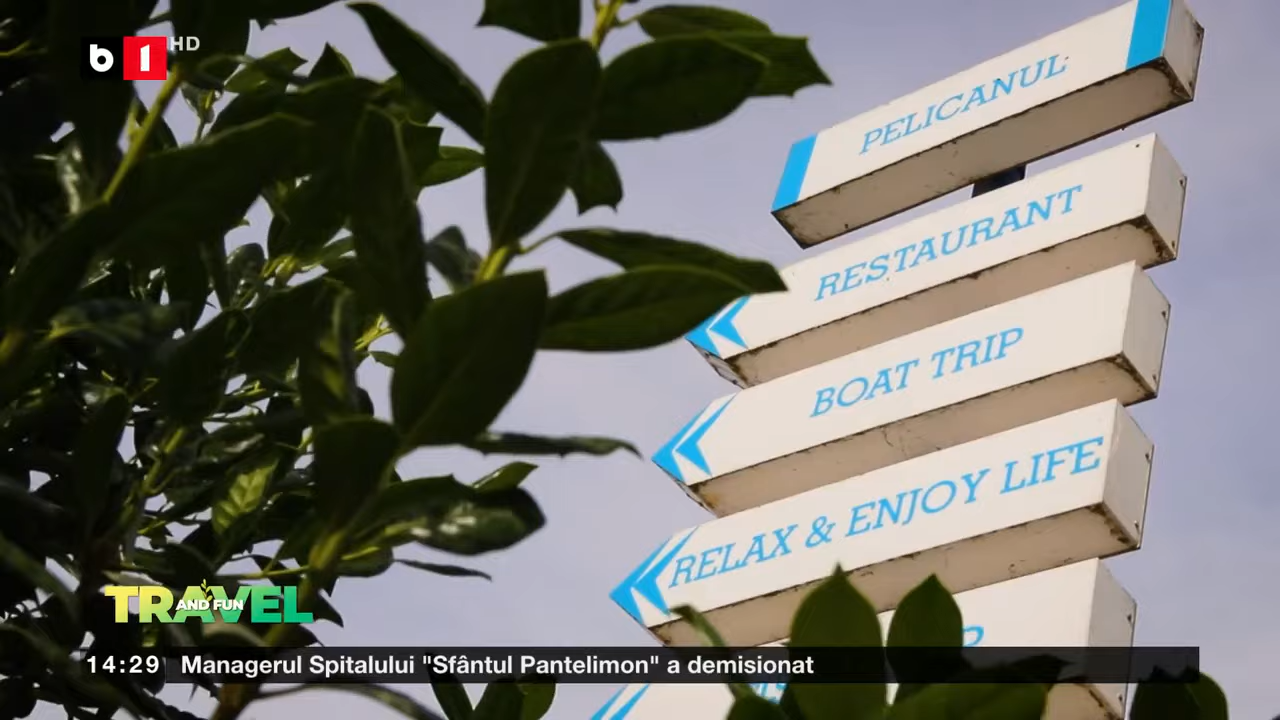 b1 HD
PELICANUL
RESTAURANT
BOAT TRIP
RELAX & ENJOY LIFE
TRAVEL
AND FUN
14:29 Managerul Spitalului "Sfântul Pantelimon" a demisionat